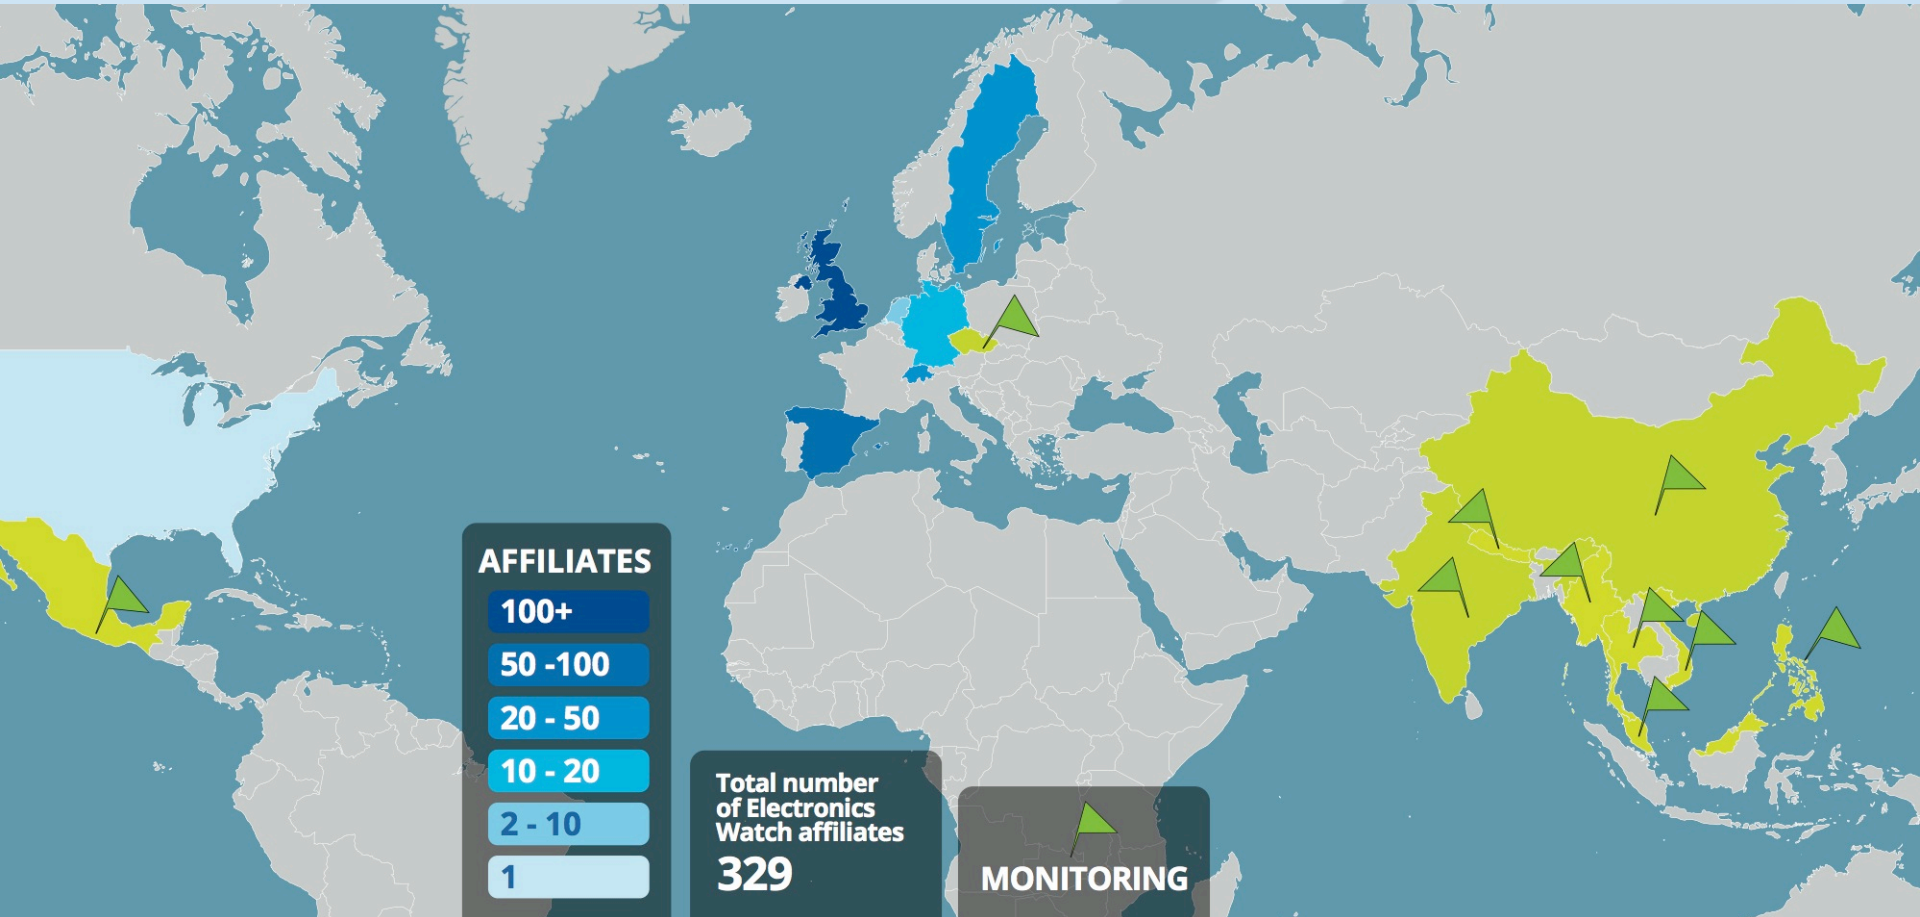 AFFILIATES
100+
50 -100
20 - 50
10 - 20
2 - 10
1
Total number
of Electronics
Watch affiliates
329
MONITORING